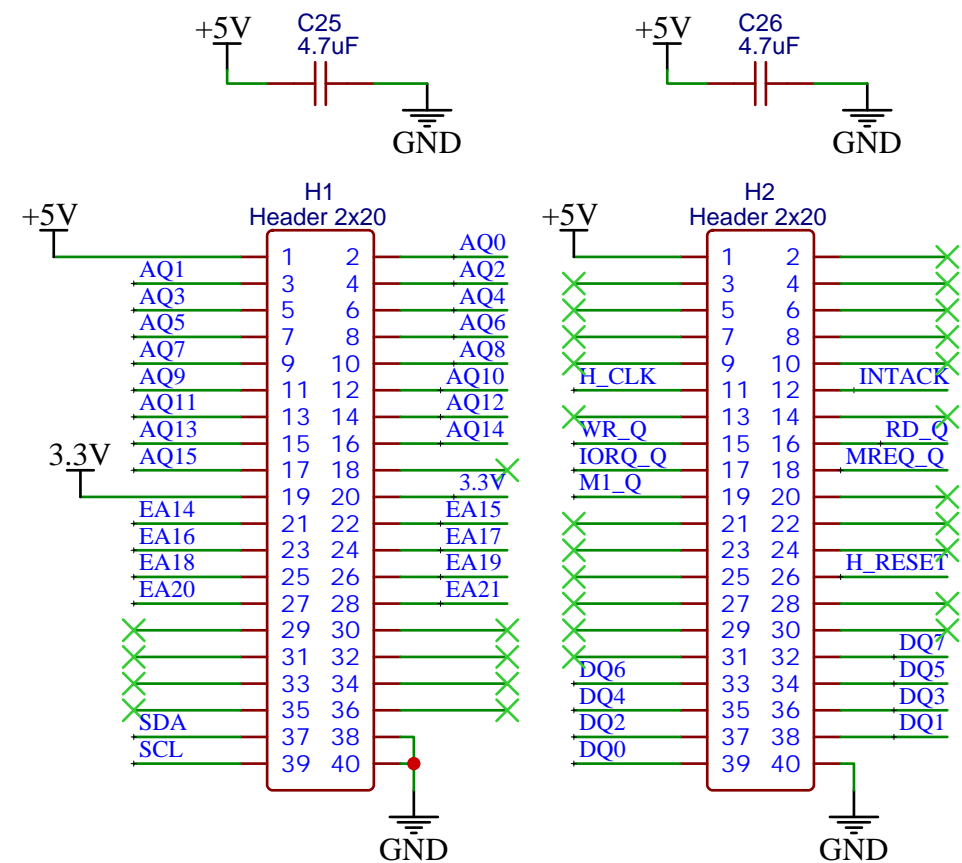 +5V C25 +5V C26
4.7uF 4.7uF
GND GND
H1 H2
+5V Header 2x20 +5V Header 2x20
1 2 AQ0 1 2
AQ1 3 4 AQ2 3 4
AQ3 5 6 AQ4 5 6
AQ5 7 8 AQ6 7 8
AQ7 9 10 AQ8 9 10
AQ9 11 12 AQ10 H_CLK 11 12 INTACK
AQ11 13 14 AQ12 13 14
AQ13 15 16 AQ14 WR_Q 15 16 RD_Q
3.3V AQ15 17 18 IORQ_Q 17 18 MREQ_Q
19 20 3.3V M1_Q 19 20
EA14 21 22 EA15 21 22
EA16 23 24 EA17 23 24
EA18 25 26 EA19 25 26 H_RESET
EA20 27 28 EA21 27 28
29 30 29 30
31 32 31 32 DQ7
33 34 DQ6 33 34 DQ5
35 36 DQ4 35 36 DQ3
SDA 37 38 DQ2 37 38 DQ1
SCL 39 40 DQ0 39 40
GND GND